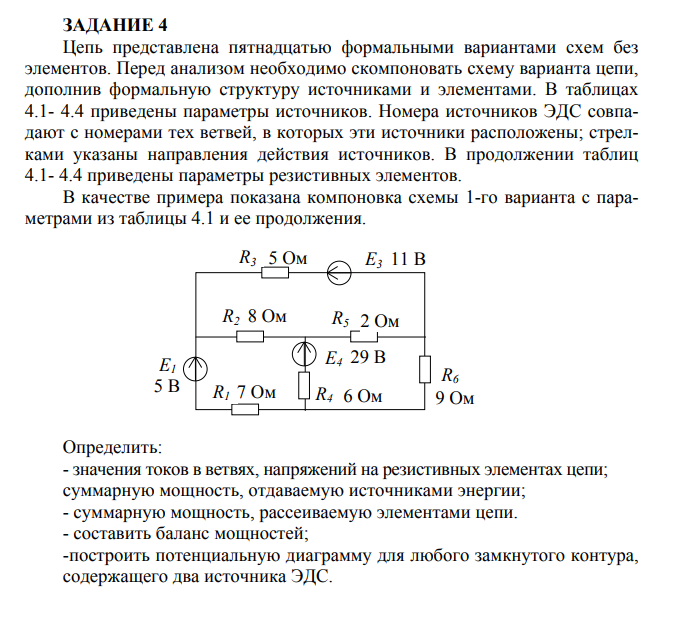 ЗАДАНИЕ 4
Цепь представлена пятнадцатью формальными вариантами схем без
элементов. Перед анализом необходимо скомпоновать схему варианта цепи,
дополнив формальную структуру источниками и элементами. В таблицах
4.1- 4.4 приведены параметры источников. Номера источников ЭДС совпа-
дают с номерами тех ветвей, в которых эти источники расположены; стрел-
ками указаны направления действия источников. В продолжении таблиц
4.1- 4.4 приведены параметры резистивных элементов.
В качестве примера показана компоновка схемы 1-го варианта с пара-
метрами из таблицы 4.1 и ее продолжения.
R3 5 Ом E3 11 В
R2 8 Ом R5 2 Ом
E1
5 В
E4 29 В
R1 7 Ом R4 6 Ом
R6
9 Ом
Определить:
- значения токов в ветвях, напряжений на резистивных элементах цепи;
суммарную мощность, отдаваемую источниками энергии;
- суммарную мощность, рассеиваемую элементами цепи.
- составить баланс мощностей;
-построить потенциальную диаграмму для любого замкнутого контура,
содержащего два источника ЭДС.